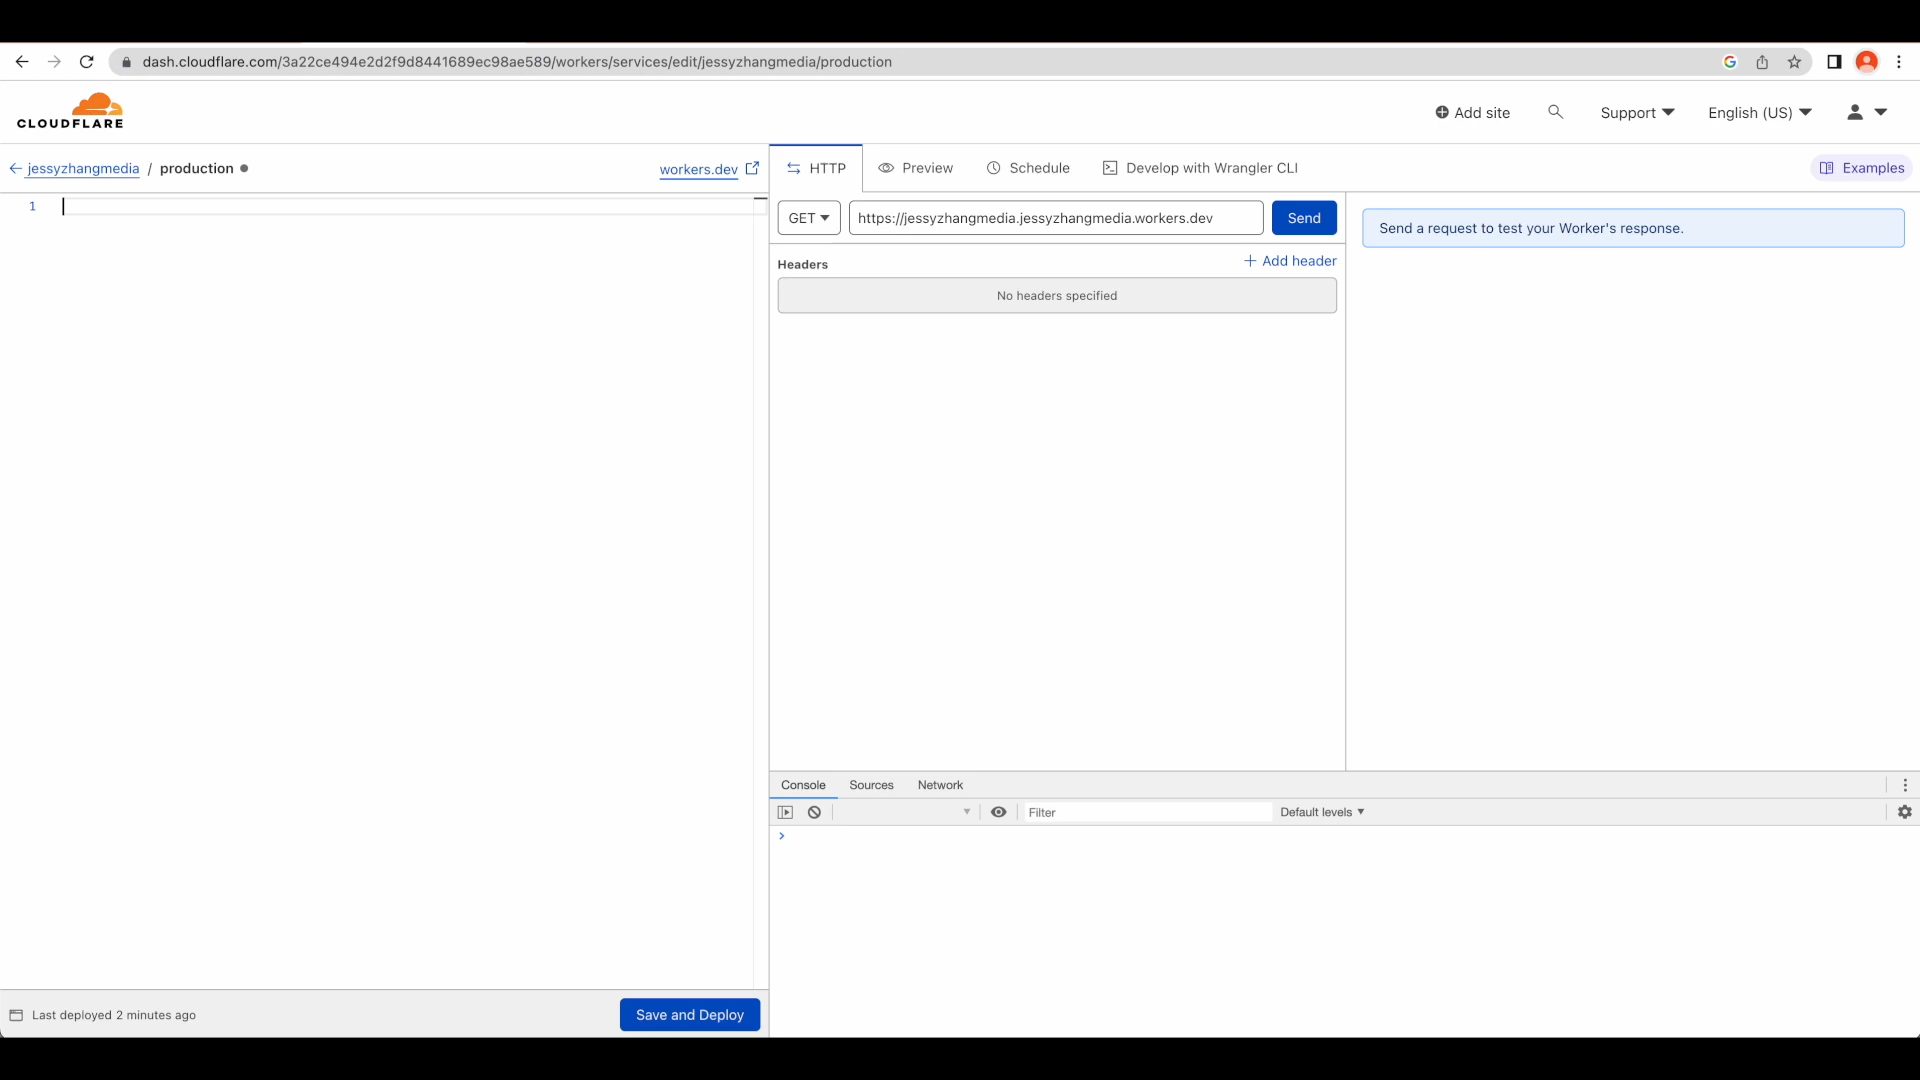 dash.cloudflare.com/3a22ce494e2d2f9d8441689ec98ae589/workers/services/edit/jessyzhangmedia/production
CLOUDFLARE
Add site
Support
English (US)
jessyzhangmedia / production
workers.dev
HTTP
Preview
Schedule
Develop with Wrangler CLI
Examples
1
GET
https://jessyzhangmedia.jessyzhangmedia.workers.dev
Send
Send a request to test your Worker's response.
Headers
Add header
No headers specified
Console
Sources
Network
Filter
Default levels
Last deployed 2 minutes ago
Save and Deploy